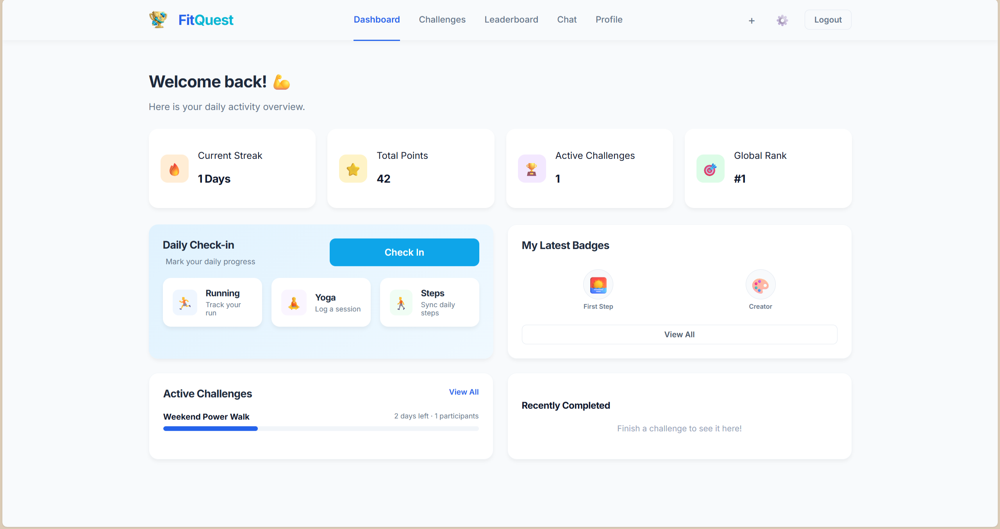 FitQuest
Dashboard
Challenges
Leaderboard
Chat
Profile
+
Logout
Welcome back! 💪
Here is your daily activity overview.
Current Streak
1 Days
Total Points
42
Active Challenges
1
Global Rank
#1
Daily Check-in
Mark your daily progress
Check In
Running
Track your
run
Yoga
Log a session
Steps
Sync daily
steps
My Latest Badges
First Step
Creator
View All
Active Challenges
View All
Weekend Power Walk
2 days left · 1 participants
Recently Completed
Finish a challenge to see it here!